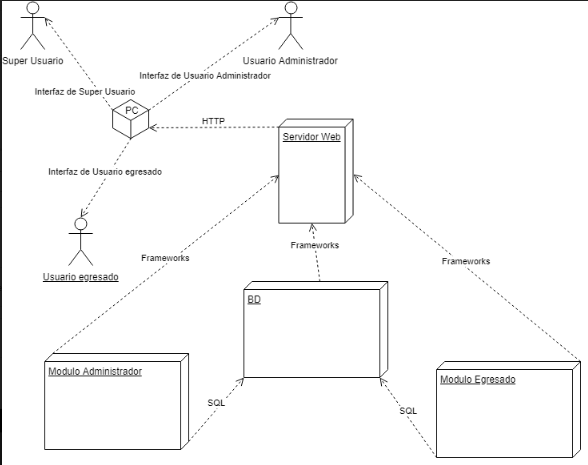 Super Usuario
Usuario Administrador
Interfaz de Usuario Administrador
Interfaz de Super Usuario
PC
HTTP
Servidor Web
Interfaz de Usuario egresado
Usuario egresado
Frameworks
Frameworks
Frameworks
BD
Modulo Administrador
Modulo Egresado
SQL
SQL